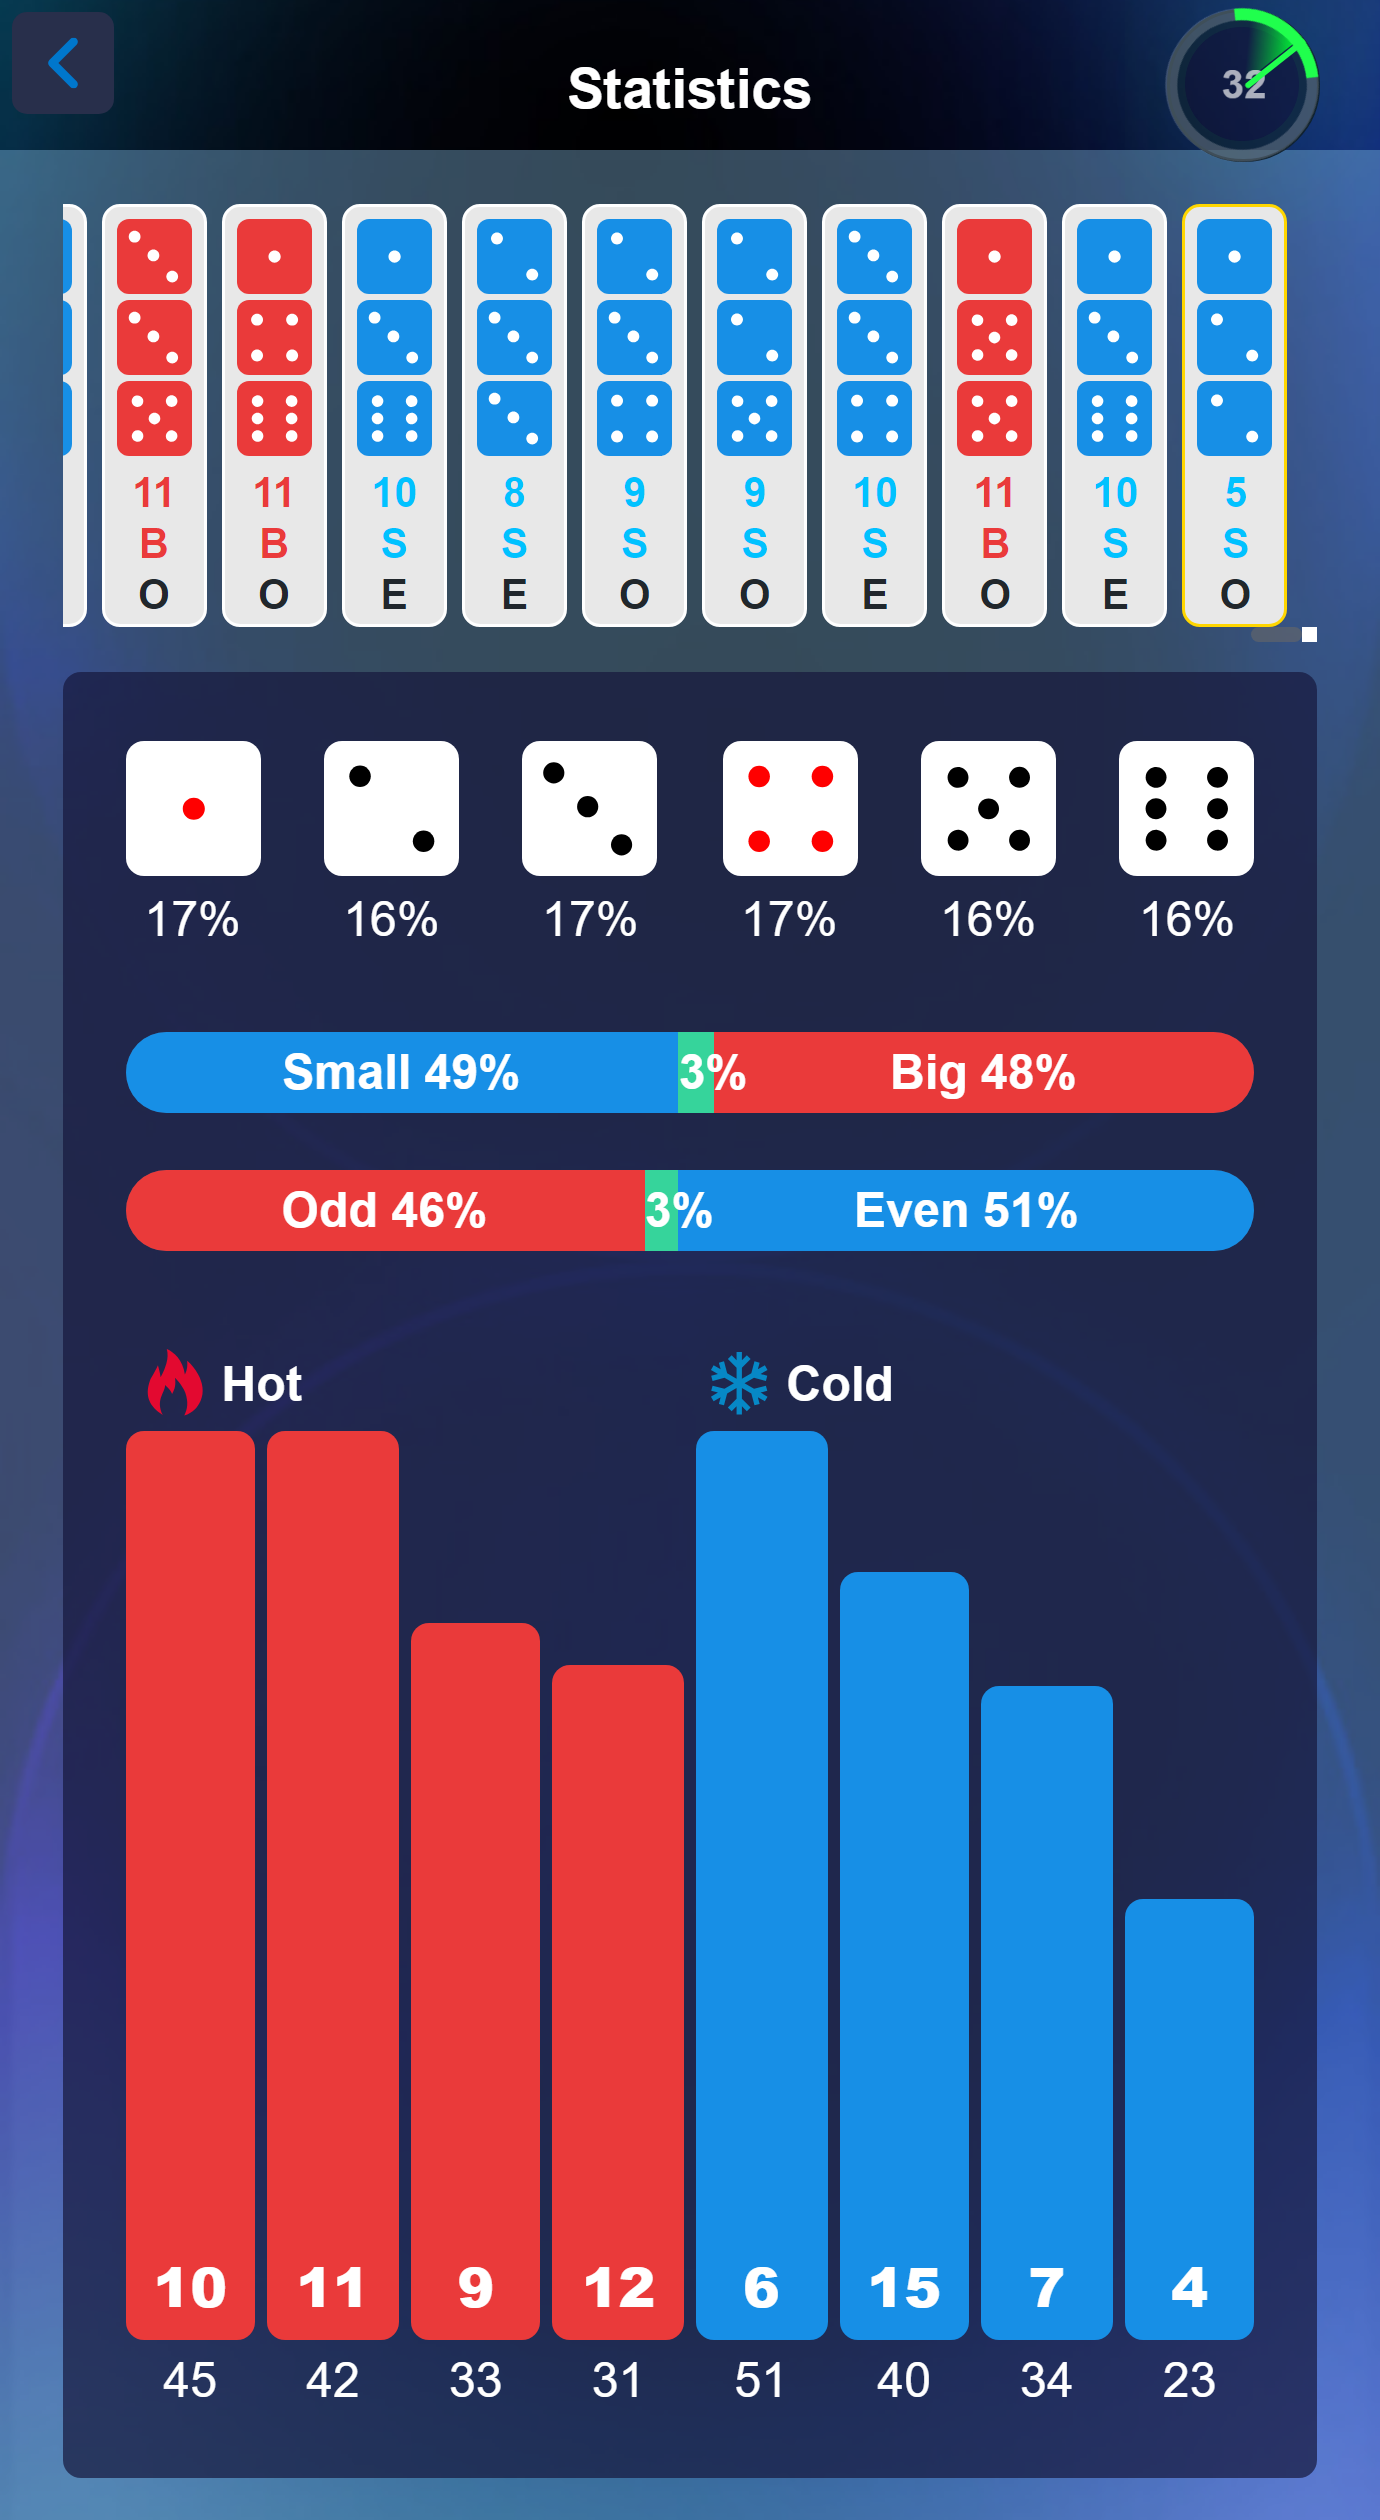 Statistics
32
11 11 10 8 9 9 10 11 10 5
B B S S S S S B S S
O O E E O O E O E O
17% 16% 17% 17% 16% 16%
Small 49% 3% Big 48%
Odd 46% 3% Even 51%
Hot Cold
10 11 9 12 6 15 7 4
45 42 33 31 51 40 34 23